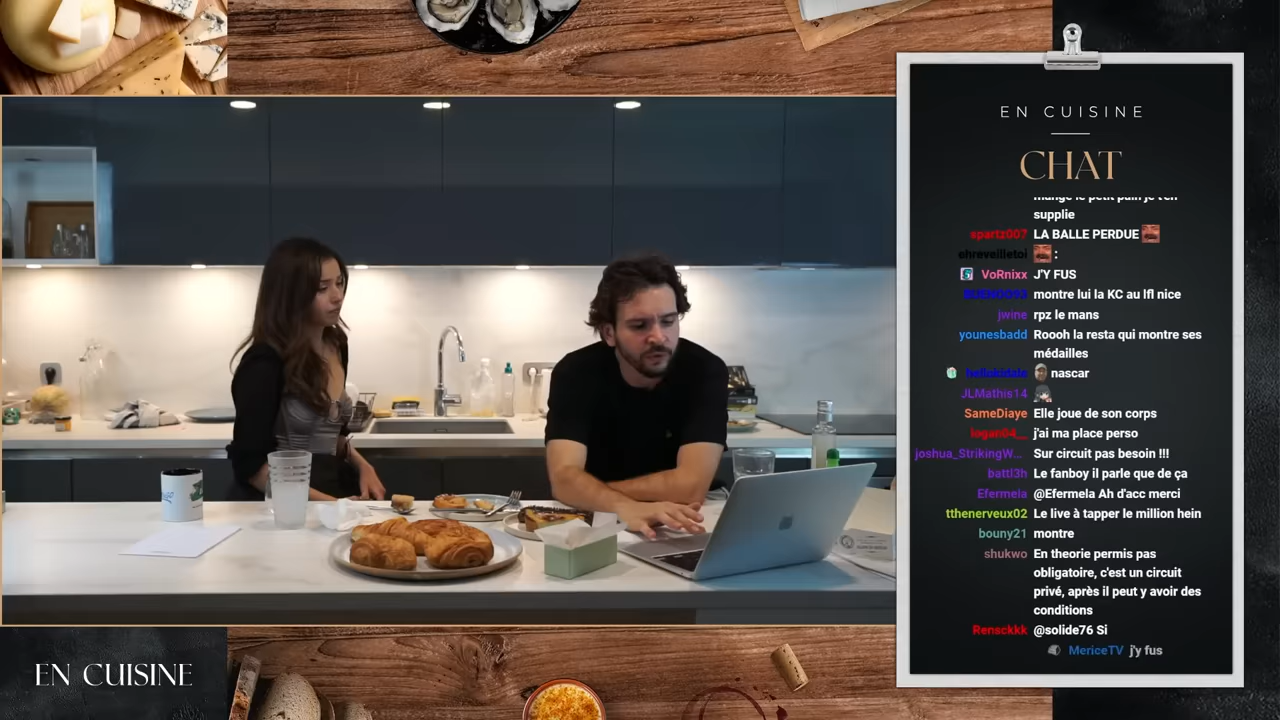 EN CUISINE
CHAT
mange le petit pain je t'en
supplie
spartz007 LA BALLE PERDUE
ohreveilletoi :
VoRnixx J'Y FUS
montre lui la KC au lfl nice
jwine rpz le mans
younesbadd Roooh la resta qui montre ses
médailles
nascar
JLMathis14
SameDiaye Elle joue de son corps
logan04__ j'ai ma place perso
joshua_StrikingW... Sur circuit pas besoin !!!
battl3h Le fanboy il parle que de ça
Efermela @Efermela Ah d'acc merci
tthenerveux02 Le live à tapper le million hein
bouny21 montre
shukwo En theorie permis pas
obligatoire, c'est un circuit
privé, après il peut y avoir des
conditions
Rensckkk @solide76 Si
MericeTV j'y fus
EN CUISINE